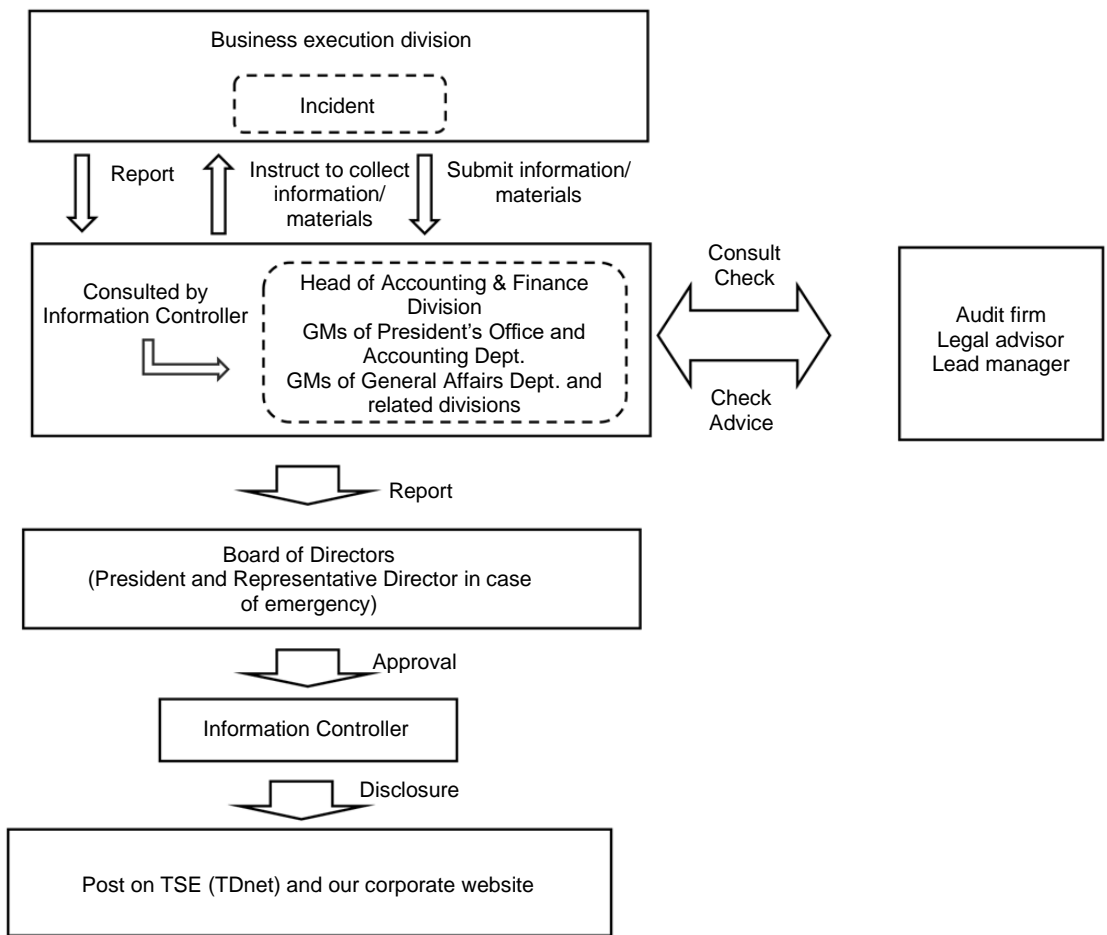 Business execution division
Incident
Report
Instruct to collect
information/
materials
Submit information/
materials
Consulted by
Information Controller
Head of Accounting & Finance
Division
GMs of President’s Office and
Accounting Dept.
GMs of General Affairs Dept. and
related divisions
Consult
Check
Check
Advice
Audit firm
Legal advisor
Lead manager
Report
Board of Directors
(President and Representative Director in case
of emergency)
Approval
Information Controller
Disclosure
Post on TSE (TDnet) and our corporate website